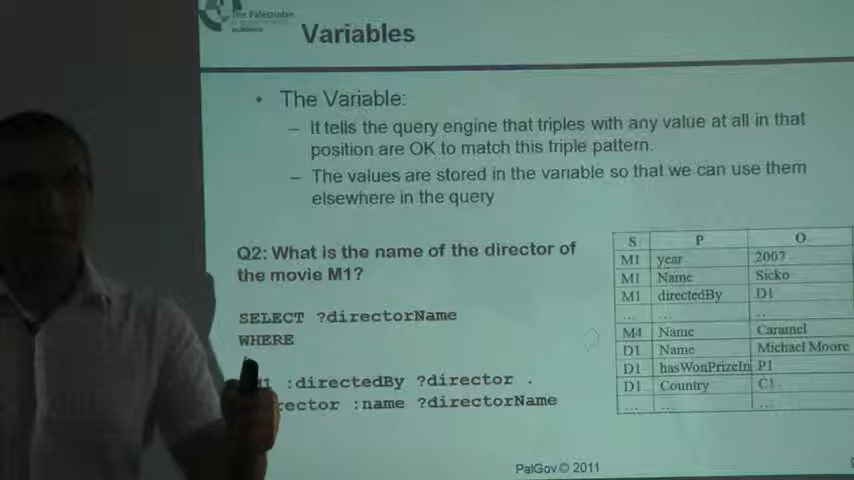 The Palestinian
Variables
• The Variable:
– It tells the query engine that triples with any value at all in that
position are OK to match this triple pattern.
– The values are stored in the variable so that we can use them
elsewhere in the query
Q2: What is the name of the director of
the movie M1?
SELECT ?directorName
WHERE
:directedBy ?director .
rector :name ?directorName
S P O
M1 year 2007
M1 Name Sicko
M1 directedBy D1
... ... ..
M4 Name Caramel
D1 Name Michael Moore
D1 hasWonPrizeIn P1
D1 Country C1
... ... ...
PalGov © 2011